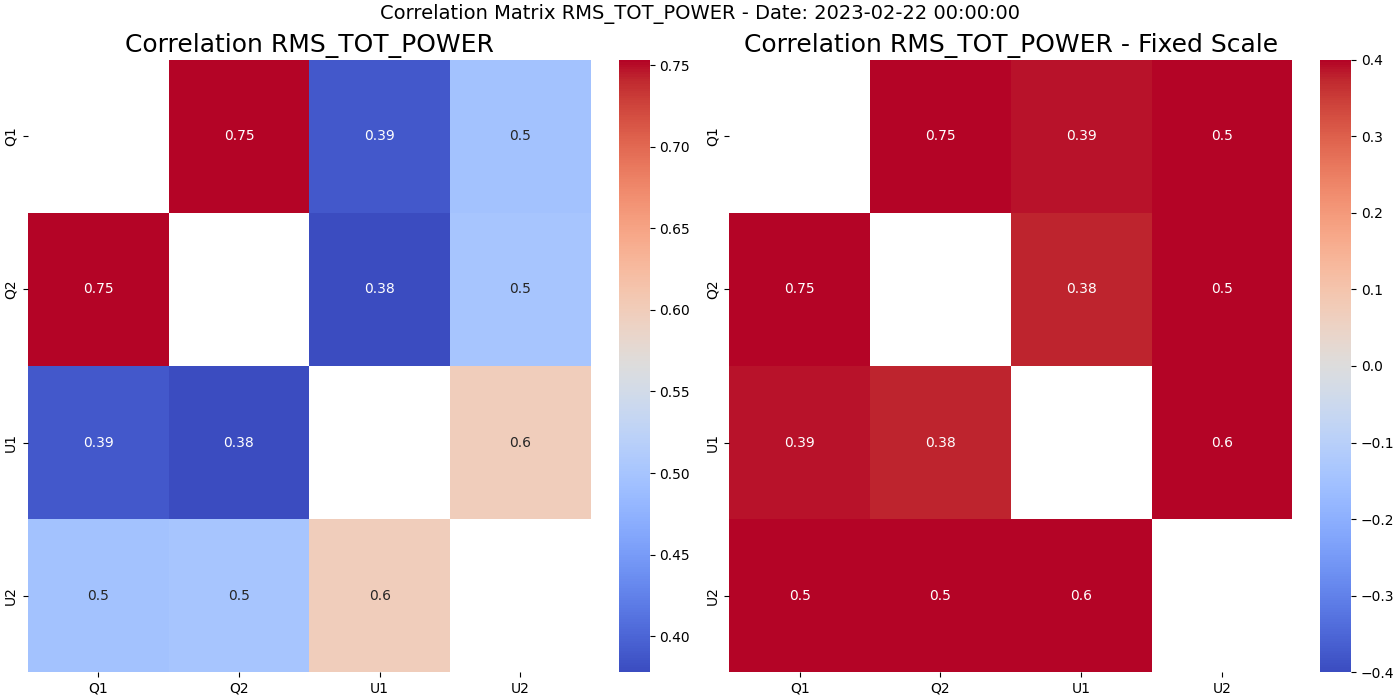 Correlation Matrix RMS_TOT_POWER - Date: 2023-02-22 00:00:00
Correlation RMS_TOT_POWER
Q1
0.75
0.39
0.5
Q2
0.75
0.38
0.5
U1
0.39
0.38
0.6
U2
0.5
0.5
0.6
Q1
Q2
U1
U2
0.75
0.70
0.65
0.60
0.55
0.50
0.45
0.40
Correlation RMS_TOT_POWER - Fixed Scale
Q1
0.75
0.39
0.5
Q2
0.75
0.38
0.5
U1
0.39
0.38
0.6
U2
0.5
0.5
0.6
Q1
Q2
U1
U2
0.4
0.3
0.2
0.1
0.0
−0.1
−0.2
−0.3
−0.4